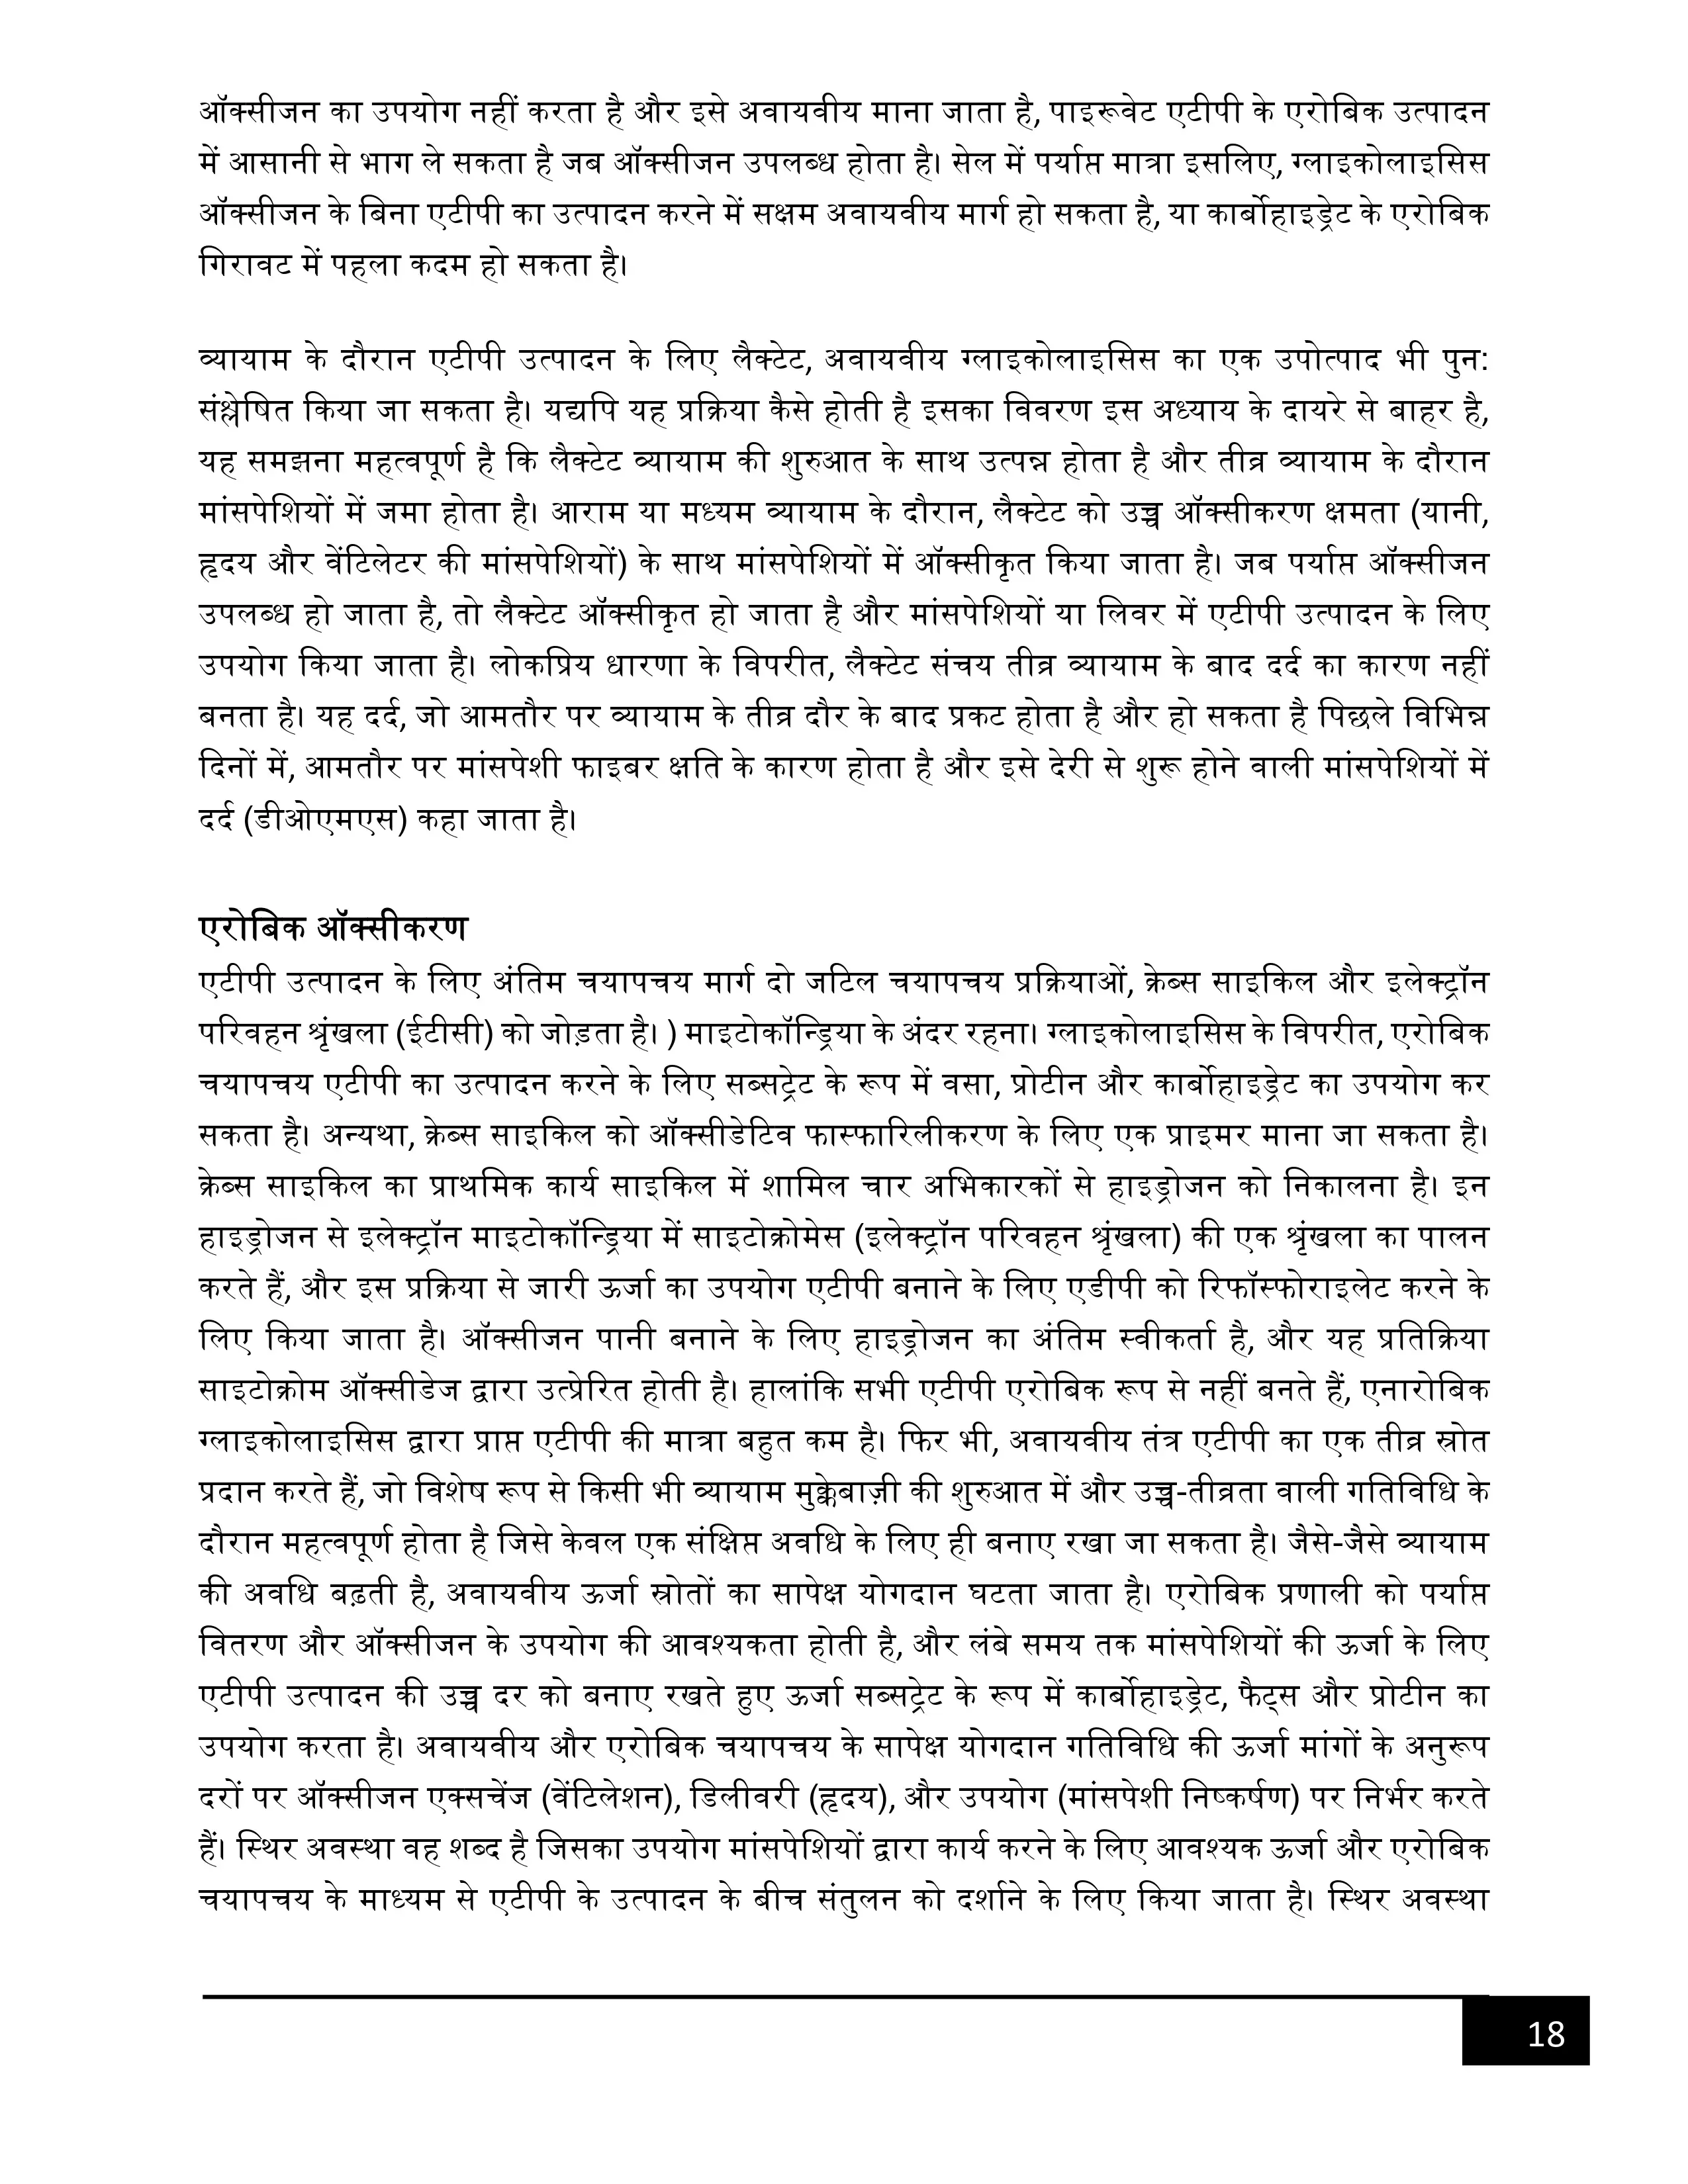 ऑक्सीजन का उपयोग नहीं करता है और इसे अवायवीय माना जाता है, पाइरूवेट एटीपी के एरोबिक उत्पादन
में आसानी से भाग ले सकता है जब ऑक्सीजन उपलब्ध होता है। सेल में पर्याप्त मात्रा इसलिए, ग्लाइकोलाइसिस
ऑक्सीजन के बिना एटीपी का उत्पादन करने में सक्षम अवायवीय मार्ग हो सकता है, या कार्बोहाइड्रेट के एरोबिक
गिरावट में पहला कदम हो सकता है।
व्यायाम के दौरान एटीपी उत्पादन के लिए लैक्टेट, अवायवीय ग्लाइकोलाइसिस का एक उपोत्पाद भी पुन:
संश्लेषित किया जा सकता है। यद्यपि यह प्रक्रिया कैसे होती है इसका विवरण इस अध्याय के दायरे से बाहर है,
यह समझना महत्वपूर्ण है कि लैक्टेट व्यायाम की शुरुआत के साथ उत्पन्न होता है और तीव्र व्यायाम के दौरान
मांसपेशियों में जमा होता है। आराम या मध्यम व्यायाम के दौरान, लैक्टेट को उच्च ऑक्सीकरण क्षमता (यानी,
हृदय और वेंटिलेटर की मांसपेशियों) के साथ मांसपेशियों में ऑक्सीकृत किया जाता है। जब पर्याप्त ऑक्सीजन
उपलब्ध हो जाता है, तो लैक्टेट ऑक्सीकृत हो जाता है और मांसपेशियों या लिवर में एटीपी उत्पादन के लिए
उपयोग किया जाता है। लोकप्रिय धारणा के विपरीत, लैक्टेट संचय तीव्र व्यायाम के बाद दर्द का कारण नहीं
बनता है। यह दर्द, जो आमतौर पर व्यायाम के तीव्र दौर के बाद प्रकट होता है और हो सकता है पिछले विभिन्न
दिनों में, आमतौर पर मांसपेशी फाइबर क्षति के कारण होता है और इसे देरी से शुरू होने वाली मांसपेशियों में
दर्द (डीओएमएस) कहा जाता है।
एरोबिक ऑक्सीकरण
एटीपी उत्पादन के लिए अंतिम चयापचय मार्ग दो जटिल चयापचय प्रक्रियाओं, क्रेब्स साइकिल और इलेक्ट्रॉन
परिवहन श्रृंखला (ईटीसी) को जोड़ता है। ) माइटोकॉन्ड्रिया के अंदर रहना। ग्लाइकोलाइसिस के विपरीत, एरोबिक
चयापचय एटीपी का उत्पादन करने के लिए सब्सट्रेट के रूप में वसा, प्रोटीन और कार्बोहाइड्रेट का उपयोग कर
सकता है। अन्यथा, क्रेब्स साइकिल को ऑक्सीडेटिव फास्फारिलीकरण के लिए एक प्राइमर माना जा सकता है।
क्रेब्स साइकिल का प्राथमिक कार्य साइकिल में शामिल चार अभिकारकों से हाइड्रोजन को निकालना है। इन
हाइड्रोजन से इलेक्ट्रॉन माइटोकॉन्ड्रिया में साइटोक्रोमेस (इलेक्ट्रॉन परिवहन श्रृंखला) की एक श्रृंखला का पालन
करते हैं, और इस प्रक्रिया से जारी ऊर्जा का उपयोग एटीपी बनाने के लिए एडीपी को रिफॉस्फोराइलेट करने के
लिए किया जाता है। ऑक्सीजन पानी बनाने के लिए हाइड्रोजन का अंतिम स्वीकर्ता है, और यह प्रतिक्रिया
साइटोक्रोम ऑक्सीडेज द्वारा उत्प्रेरित होती है। हालांकि सभी एटीपी एरोबिक रूप से नहीं बनते हैं, एनारोबिक
ग्लाइकोलाइसिस द्वारा प्राप्त एटीपी की मात्रा बहुत कम है। फिर भी, अवायवीय तंत्र एटीपी का एक तीव्र स्रोत
प्रदान करते हैं, जो विशेष रूप से किसी भी व्यायाम मुक्केबाज़ी की शुरुआत में और उच्च-तीव्रता वाली गतिविधि के
दौरान महत्वपूर्ण होता है जिसे केवल एक संक्षिप्त अवधि के लिए ही बनाए रखा जा सकता है। जैसे-जैसे व्यायाम
की अवधि बढ़ती है, अवायवीय ऊर्जा स्रोतों का सापेक्ष योगदान घटता जाता है। एरोबिक प्रणाली को पर्याप्त
वितरण और ऑक्सीजन के उपयोग की आवश्यकता होती है, और लंबे समय तक मांसपेशियों की ऊर्जा के लिए
एटीपी उत्पादन की उच्च दर को बनाए रखते हुए ऊर्जा सब्सट्रेट के रूप में कार्बोहाइड्रेट, फैट्स और प्रोटीन का
उपयोग करता है। अवायवीय और एरोबिक चयापचय के सापेक्ष योगदान गतिविधि की ऊर्जा मांगों के अनुरूप
दरों पर ऑक्सीजन एक्सचेंज (वेंटिलेशन), डिलीवरी (हृदय), और उपयोग (मांसपेशी निष्कर्षण) पर निर्भर करते
हैं। स्थिर अवस्था वह शब्द है जिसका उपयोग मांसपेशियों द्वारा कार्य करने के लिए आवश्यक ऊर्जा और एरोबिक
चयापचय के माध्यम से एटीपी के उत्पादन के बीच संतुलन को दर्शाने के लिए किया जाता है। स्थिर अवस्था
18